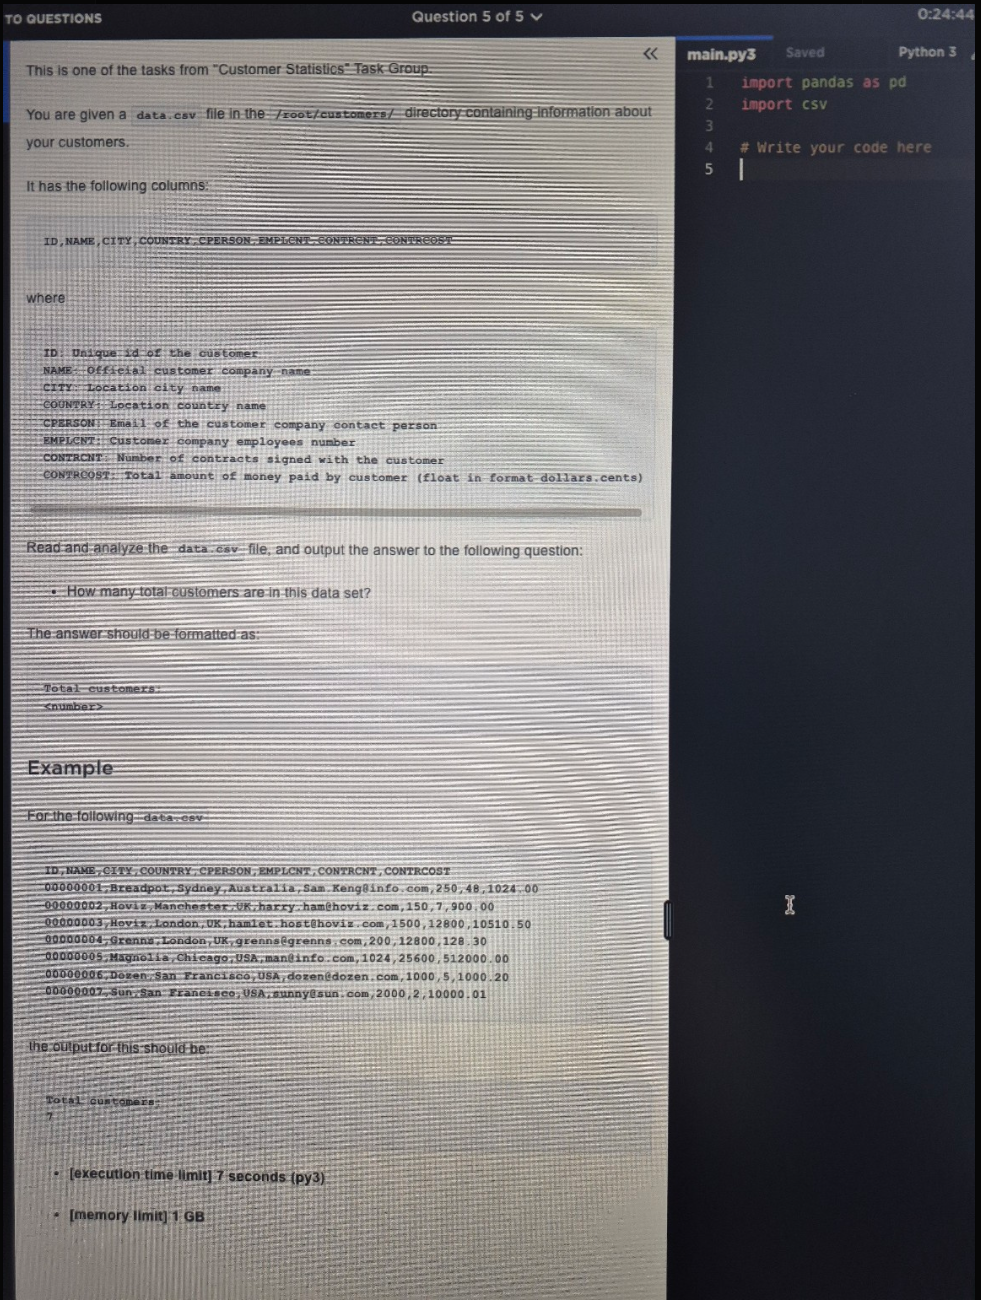 TO QUESTIONS
Question 5 of 5
0:24:44
This is one of the tasks from "Customer Statistics" Task Group.
You are given a data.csv file in the /root/customers/ directory containing information about
your customers.
It has the following columns:
ID,NAME,CITY,COUNTRY,CPERSON,EMPLCNT,CONTRCNT,CONTRCOST
where
ID: Unique id of the customer
NAME: Official customer company name
CITY: Location city name
COUNTRY: Location country name
CPERSON: Email of the customer company contact person
EMPLCNT: Customer company employees number
CONTRCNT: Number of contracts signed with the customer
CONTRCOST: Total amount of money paid by customer (float in format dollars.cents)
Read and analyze the data.csv file, and output the answer to the following question:
• How many total customers are in this data set?
The answer should be formatted as:
Total customers:
<number>
Example
For the following data.csv
ID,NAME,CITY,COUNTRY,CPERSON,EMPLCNT,CONTRCNT,CONTRCOST
00000001,Breadpot,Sydney,Australia,Sam.Keng@info.com,250,48,1024.00
00000002,Hoviz,Manchester,UK,harry.ham@hoviz.com,150,7,900.00
00000003,Hoviz,London,UK,hamlet.host@hoviz.com,1500,12800,10510.50
00000004,Grenns,London,UK,grenns@grenns.com,200,12800,128.30
00000005,Magnolia,Chicago,USA,man@info.com,1024,25600,512000.00
00000006,Dozen,San Francisco,USA,dozen@dozen.com,1000,5,1000.20
00000007,Sun,San Francisco,USA,sunny@sun.com,2000,2,10000.01
the output for this should be:
Total customers:
7
• [execution time limit] 7 seconds (py3)
• [memory limit] 1 GB
main.py3
Saved
Python 3
1 import pandas as pd
2 import csv
3
4 # Write your code here
5